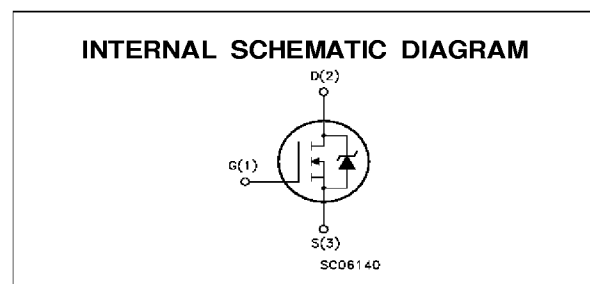 INTERNAL SCHEMATIC DIAGRAM
D(2)
G(1)
S(3)
SC06140